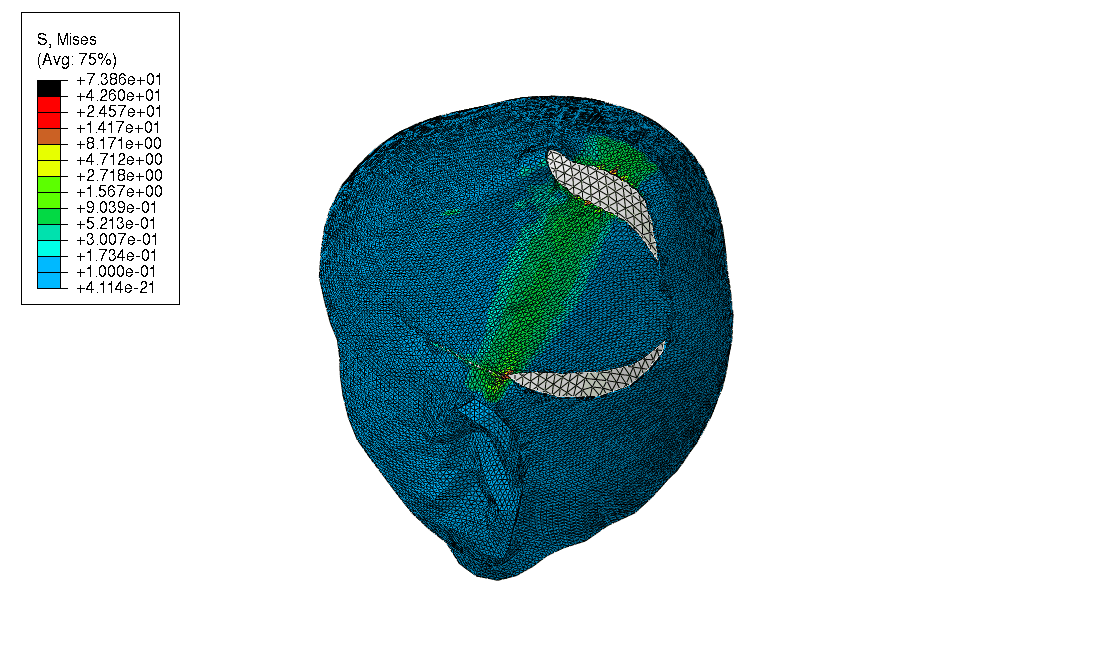 S, Mises
(Avg: 75%)
+7.386e+01
+4.260e+01
+2.457e+01
+1.417e+01
+8.171e+00
+4.712e+00
+2.718e+00
+1.567e+00
+9.039e-01
+5.213e-01
+3.007e-01
+1.734e-01
+1.000e-01
+4.114e-21